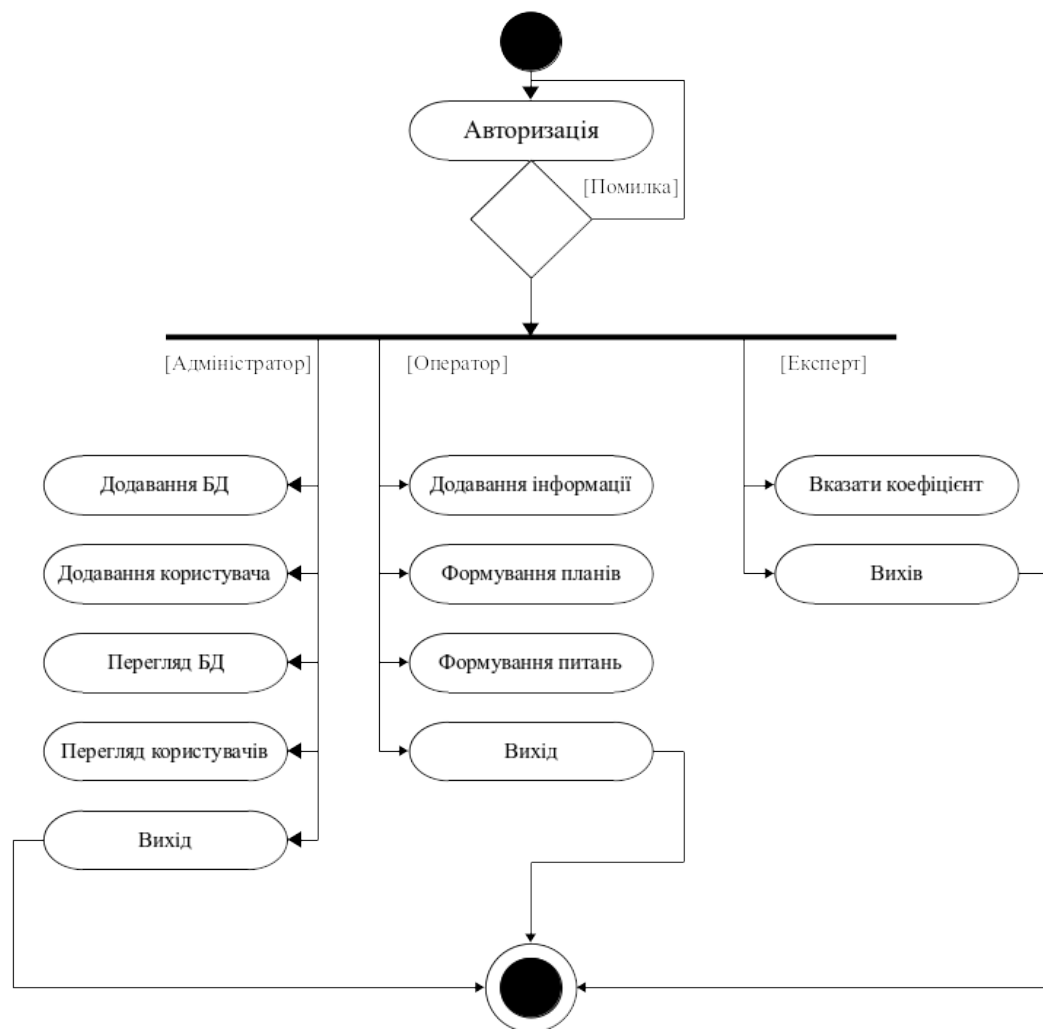 Авторизація
[Помилка]
[Адміністратор]
[Оператор]
[Експерт]
Додавання БД
Додавання інформації
Вказати коефіцієнт
Додавання користувача
Формування планів
Вихів
Перегляд БД
Формування питань
Перегляд користувачів
Вихід
Вихід